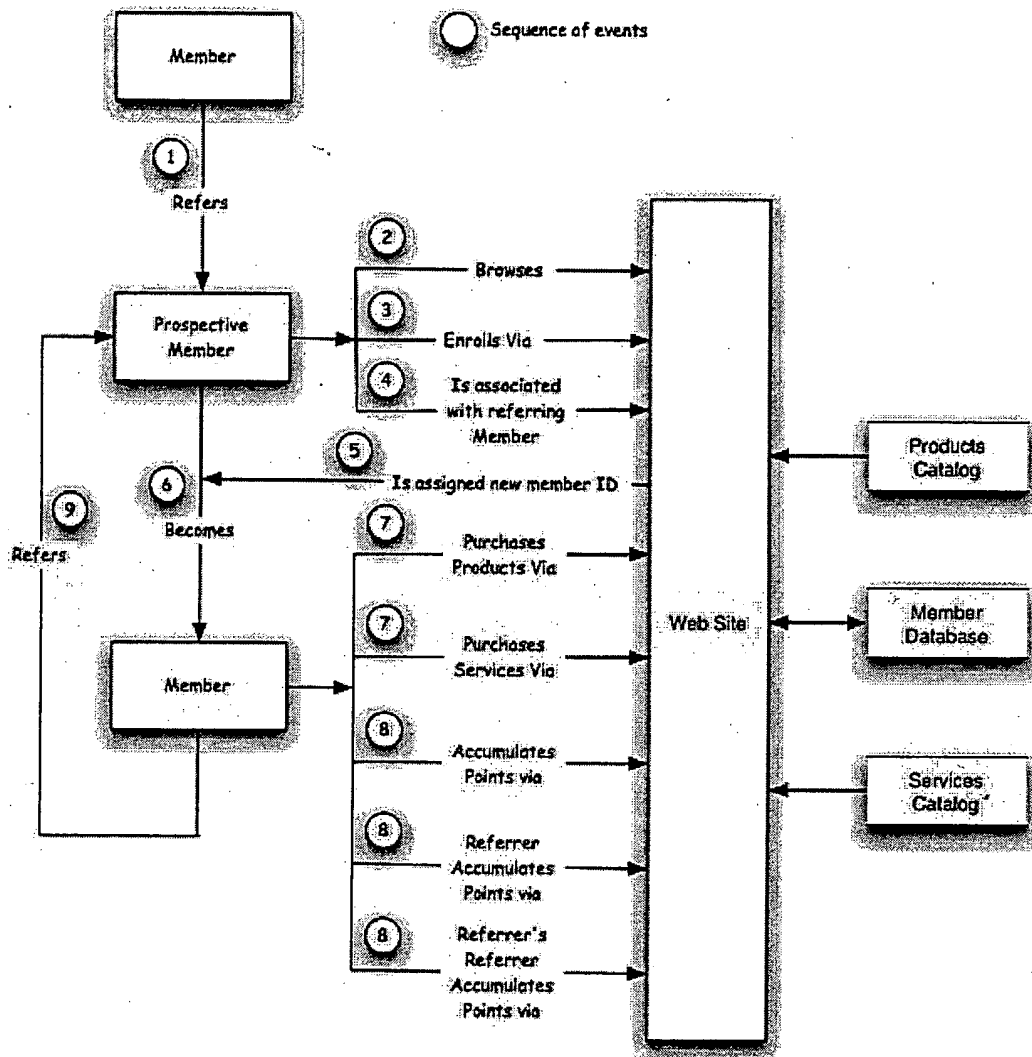 Member
Sequence of events
1
Refers
2
Browses
Prospective
Member
3
Enrolls Via
4
Is associated
with referring
Member
5
Is assigned new member ID
6
Becomes
9
Refers
7
Purchases
Products Via
7
Purchases
Services Via
Member
8
Accumulates
Points via
8
Referrer
Accumulates
Points via
8
Referrer's
Referrer
Accumulates
Points via
Web Site
Products
Catalog
Member
Database
Services
Catalog